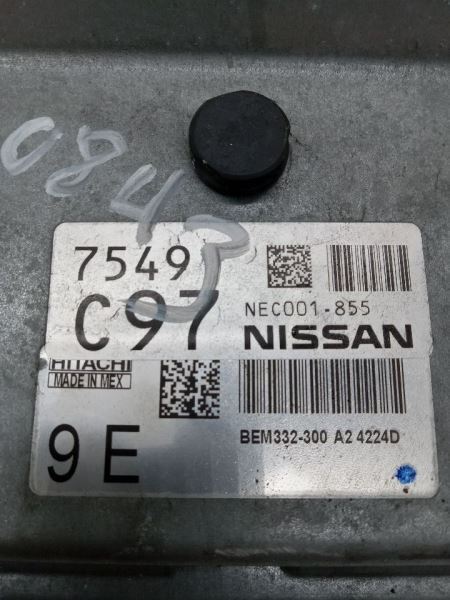 0843
7549
C97
NEC001-855
NISSAN
HITACHI
MADE IN MEX
9 E
BEM332-300 A2 4224D